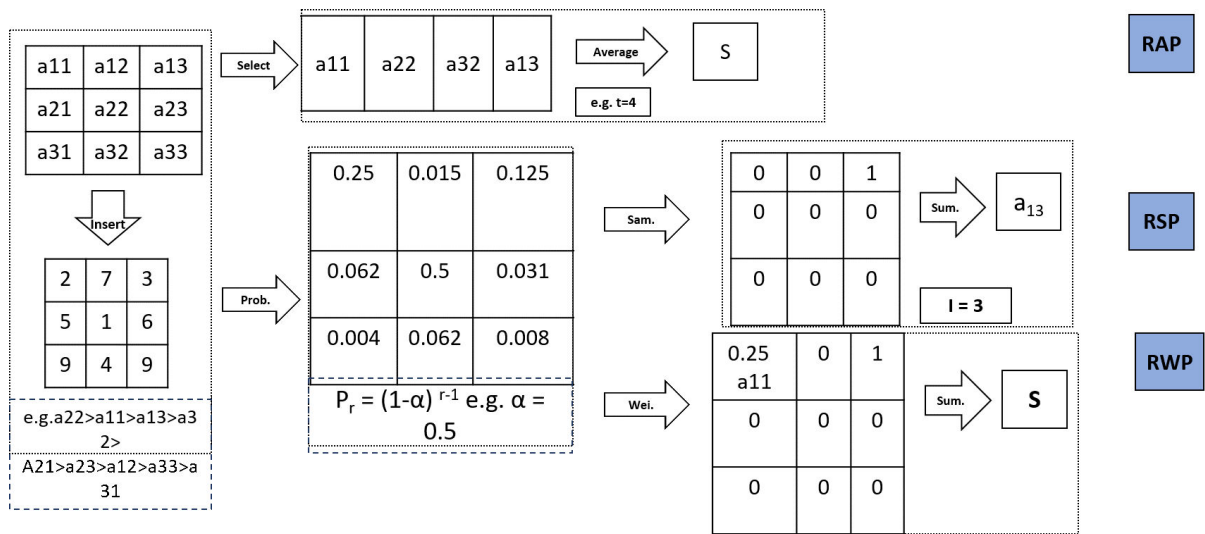 a11 a12 a13
a21 a22 a23
a31 a32 a33
Insert
2 7 3
5 1 6
9 4 9
e.g.a22>a11>a13>a3
2>
A21>a23>a12>a33>a
31
Select
a11 a22 a32 a13
Average
e.g. t=4
S
RAP
Prob.
0.25 0.015 0.125
0.062 0.5 0.031
0.004 0.062 0.008
Pr = (1-α) r-1 e.g. α =
0.5
Sam.
0 0 1
0 0 0
0 0 0
Sum.
a13
I = 3
RSP
Wei.
0.25 0 1
a11
0 0 0
0 0 0
Sum.
S
RWP